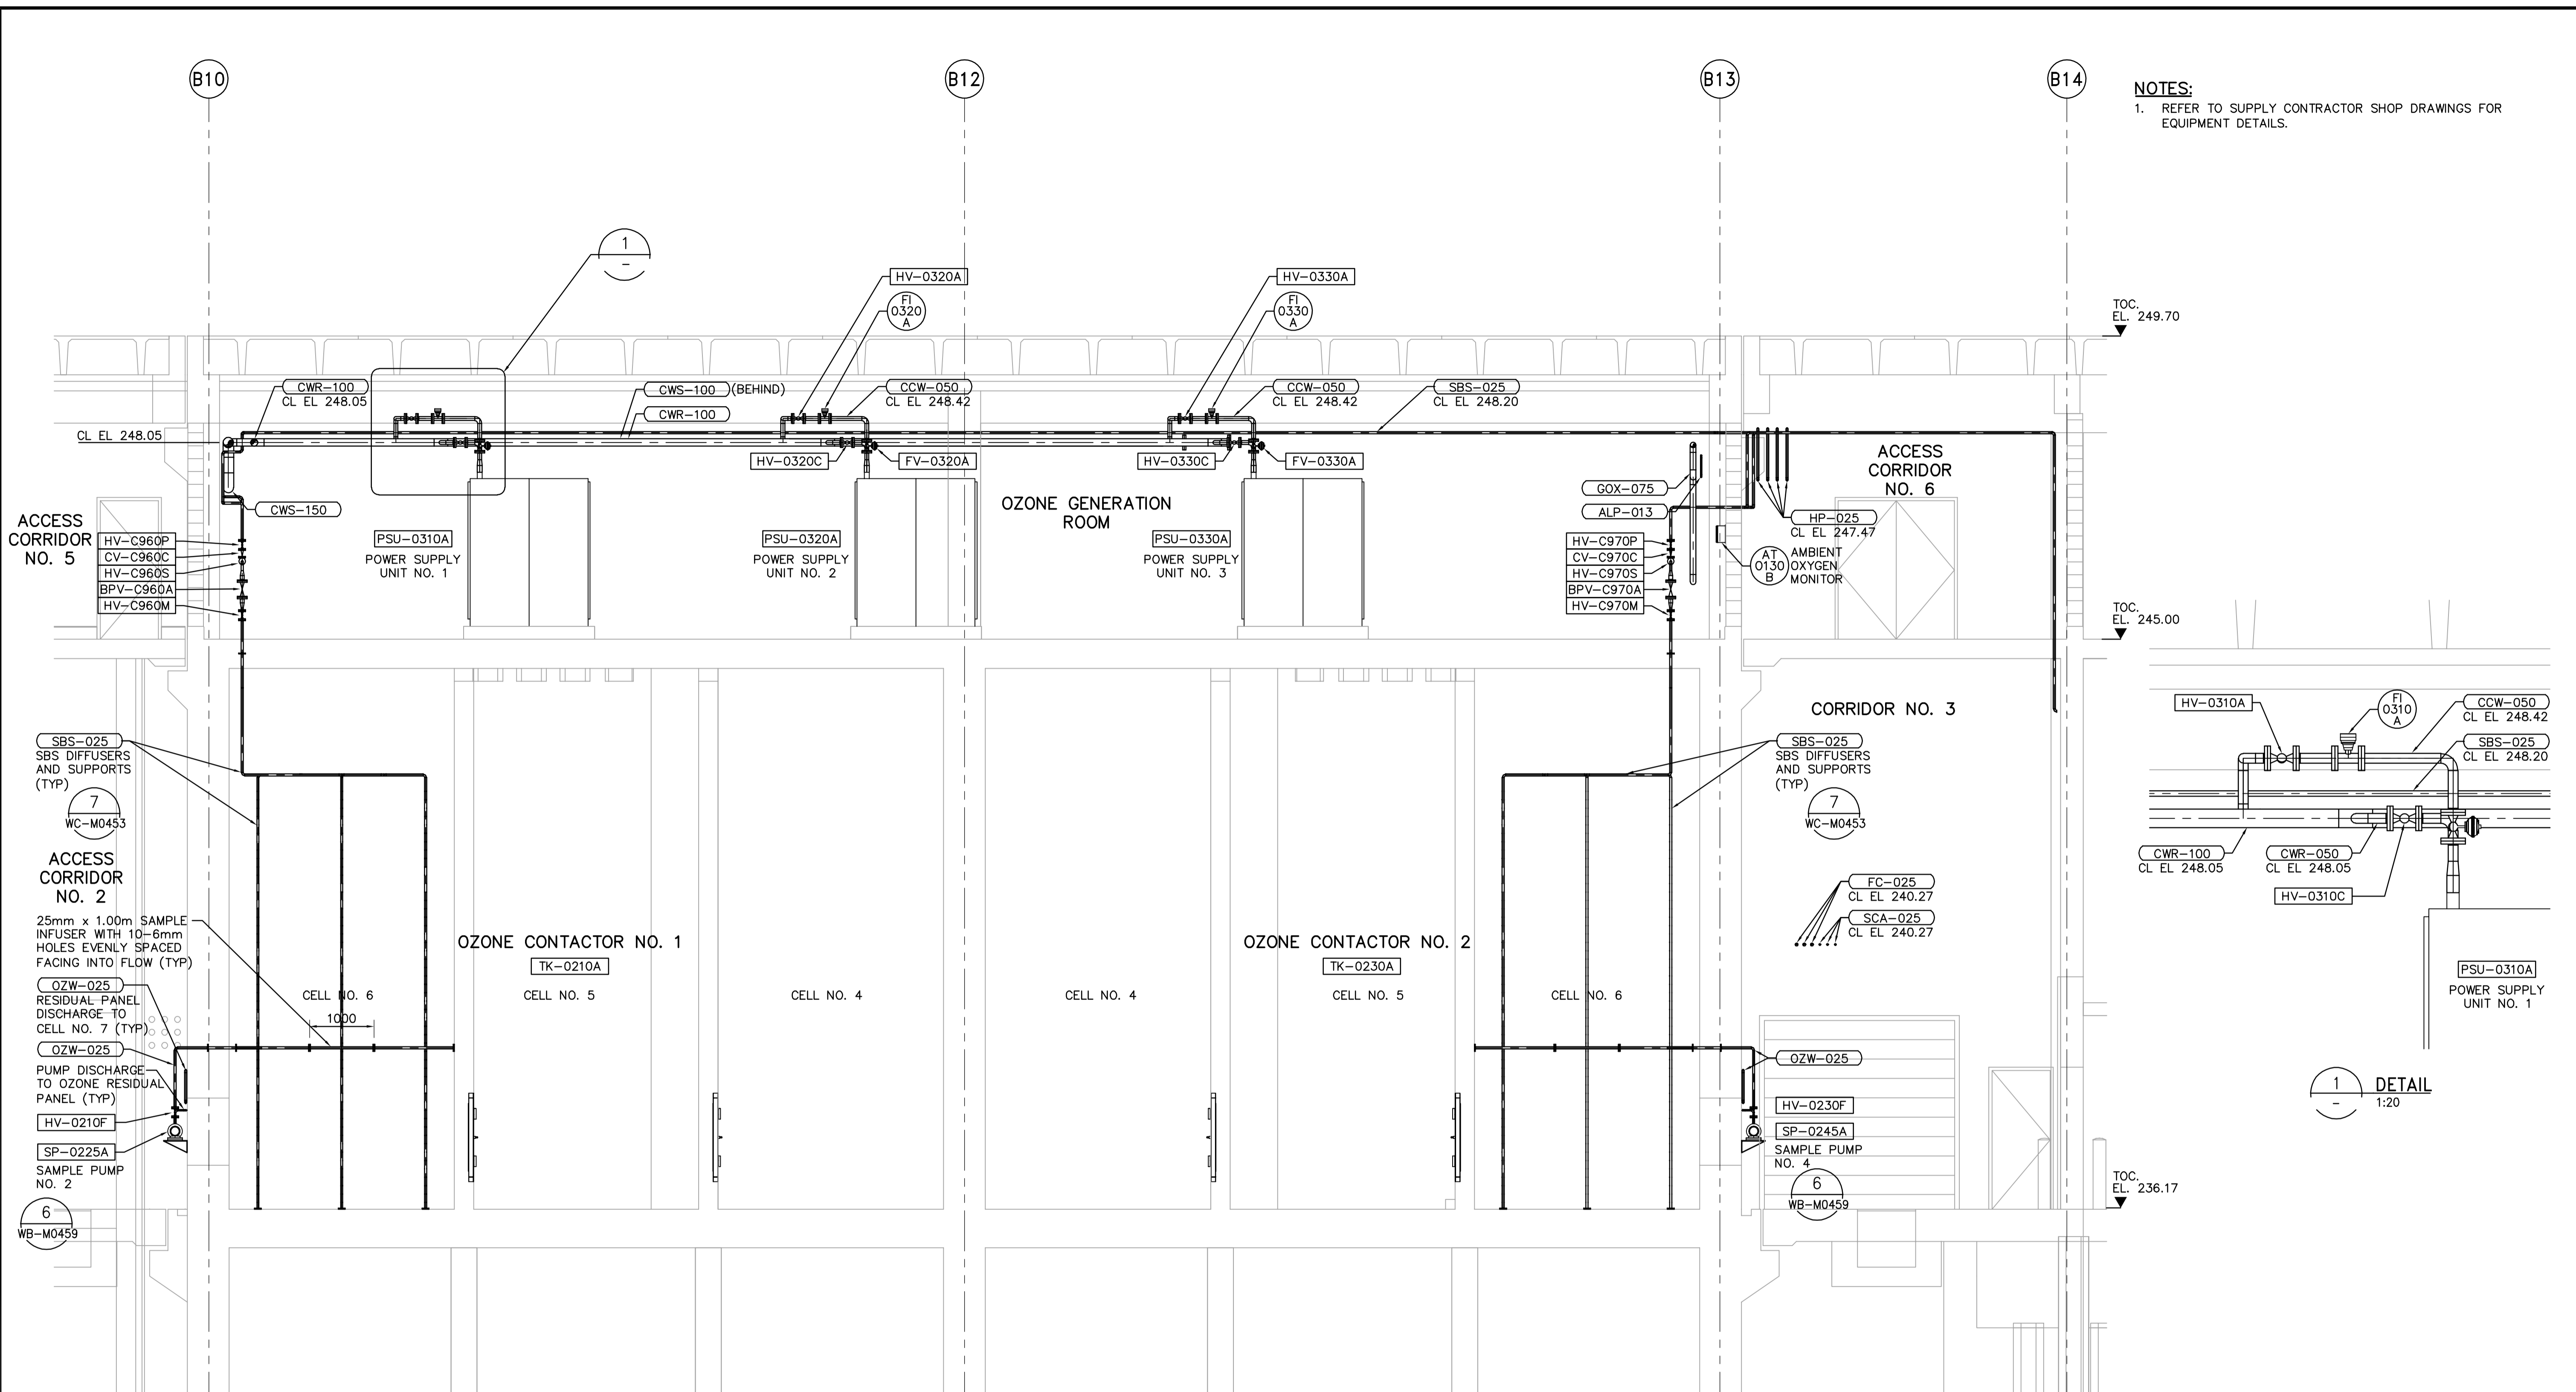 B10
B12
B13
B14
NOTES:
1. REFER TO SUPPLY CONTRACTOR SHOP DRAWINGS FOR
EQUIPMENT DETAILS.
1
-
HV-0320A
FI
0320
A
HV-0330A
FI
0330
A
TOC.
EL. 249.70
CWR-100
CL EL 248.05
CWS-100 (BEHIND)
CWR-100
CCW-050
CL EL 248.42
CCW-050
CL EL 248.42
SBS-025
CL EL 248.20
CL EL 248.05
HV-0320C
FV-0320A
HV-0330C
FV-0330A
ACCESS
CORRIDOR
NO. 6
CWS-150
OZONE GENERATION
ROOM
GOX-075
ALP-013
HP-025
CL EL 247.47
ACCESS
CORRIDOR
NO. 5
HV-C960P
CV-C960C
HV-C960S
BPV-C960A
HV-C960M
PSU-0310A
POWER SUPPLY
UNIT NO. 1
PSU-0320A
POWER SUPPLY
UNIT NO. 2
PSU-0330A
POWER SUPPLY
UNIT NO. 3
HV-C970P
CV-C970C
HV-C970S
BPV-C970A
HV-C970M
AT
0130
B
AMBIENT
OXYGEN
MONITOR
TOC.
EL. 245.00
SBS-025
SBS DIFFUSERS
AND SUPPORTS
(TYP)
7
WC-M0453
CORRIDOR NO. 3
SBS-025
SBS DIFFUSERS
AND SUPPORTS
(TYP)
7
WC-M0453
HV-0310A
FI
0310
A
CCW-050
CL EL 248.42
SBS-025
CL EL 248.20
CWR-100
CL EL 248.05
CWR-050
CL EL 248.05
HV-0310C
PSU-0310A
POWER SUPPLY
UNIT NO. 1
1
-
DETAIL
1:20
ACCESS
CORRIDOR
NO. 2
25mm x 1.00m SAMPLE
INFUSER WITH 10-6mm
HOLES EVENLY SPACED
FACING INTO FLOW (TYP)
OZW-025
RESIDUAL PANEL
DISCHARGE TO
CELL NO. 7 (TYP)
OZW-025
PUMP DISCHARGE
TO OZONE RESIDUAL
PANEL (TYP)
HV-0210F
SP-0225A
SAMPLE PUMP
NO. 2
6
WB-M0459
OZONE CONTACTOR NO. 1
TK-0210A
CELL NO. 6
CELL NO. 5
CELL NO. 4
1000
OZONE CONTACTOR NO. 2
TK-0230A
CELL NO. 4
CELL NO. 5
CELL NO. 6
FC-025
CL EL 240.27
SCA-025
CL EL 240.27
OZW-025
HV-0230F
SP-0245A
SAMPLE PUMP
NO. 4
6
WB-M0459
TOC.
EL. 236.17